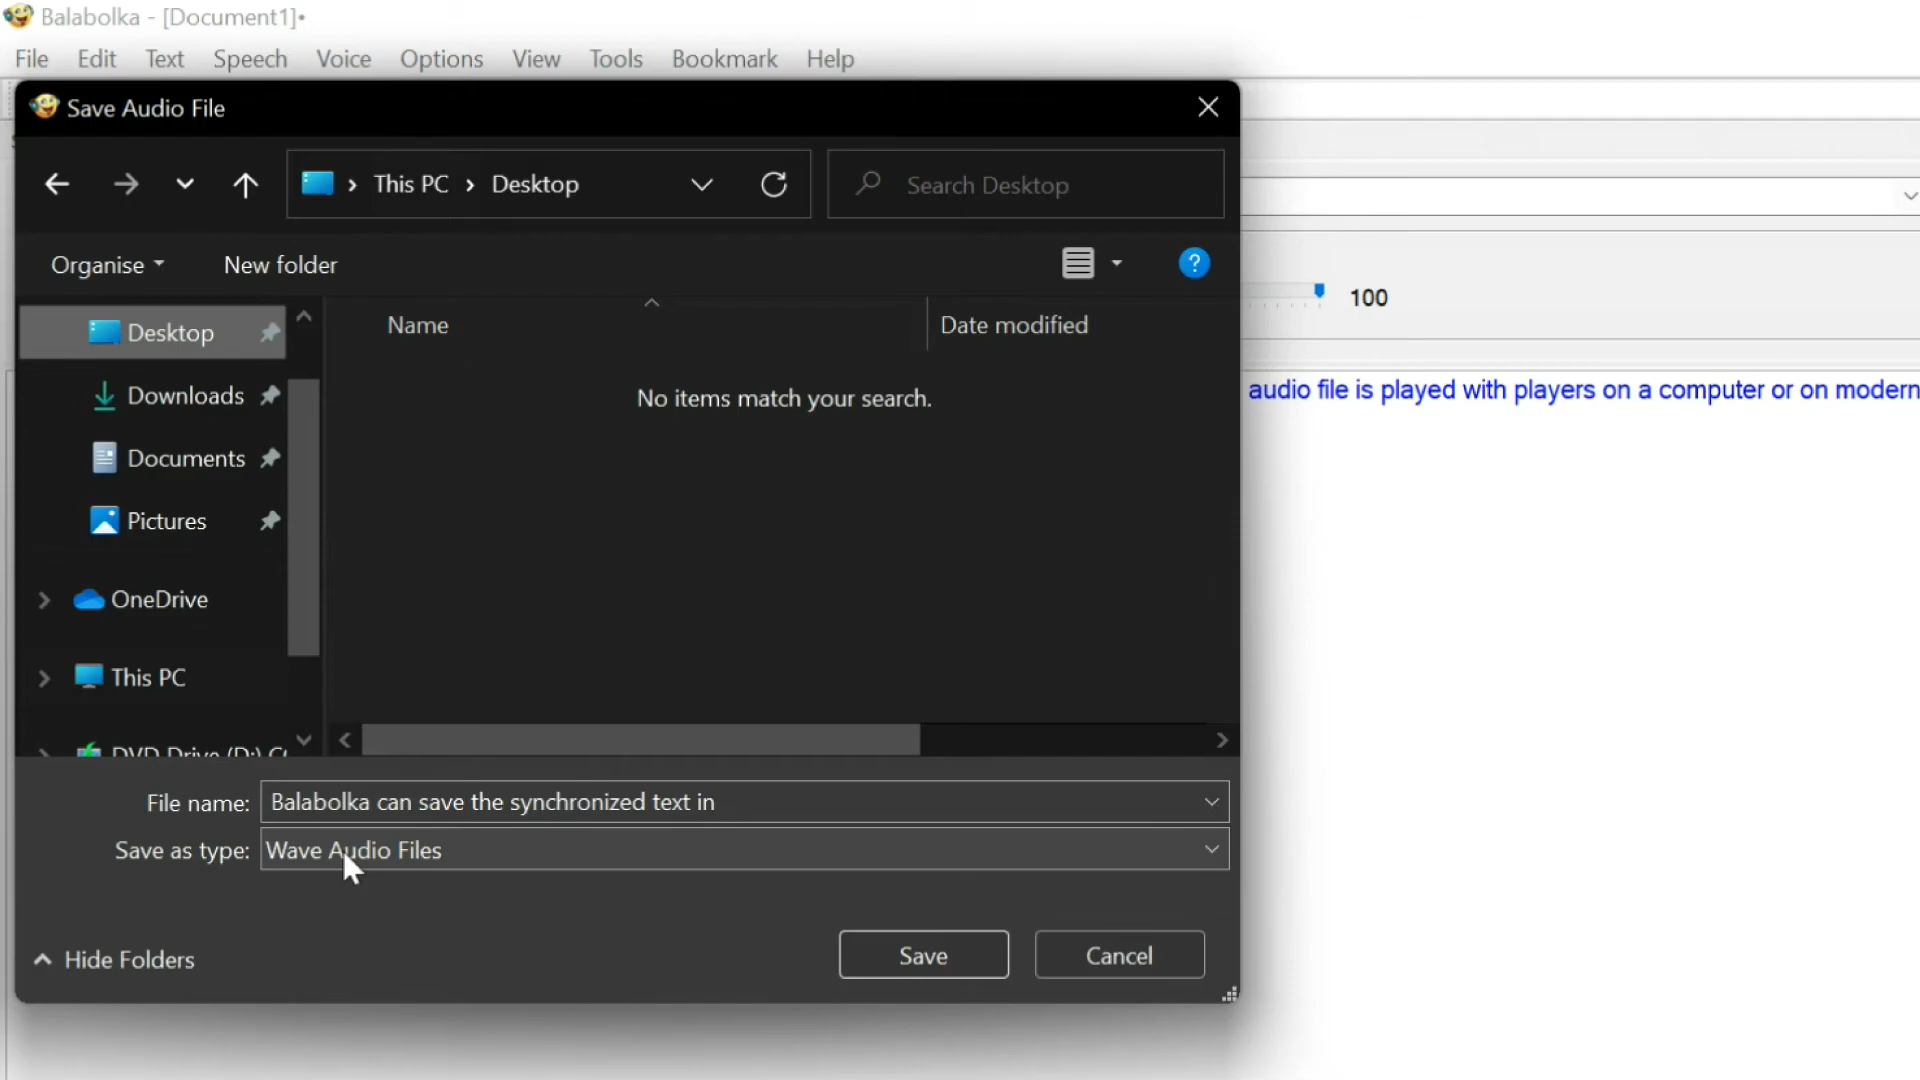 Balabolka - [Document1]•
File Edit Text Speech Voice Options View Tools Bookmark Help
Save Audio File
This PC > Desktop
Search Desktop
Organise New folder
?
100
Desktop
Downloads
Documents
Pictures
OneDrive
This PC
DVD Drive (D:)
Name Date modified
No items match your search.
audio file is played with players on a computer or on modern
File name: Balabolka can save the synchronized text in
Save as type: Wave Audio Files
Hide Folders
Save Cancel